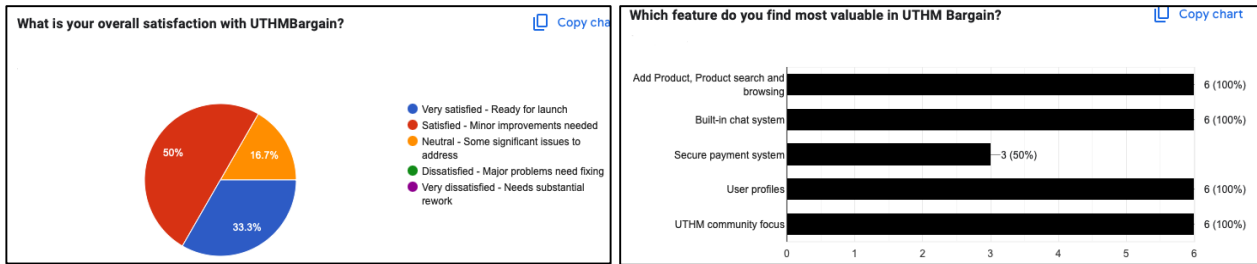 What is your overall satisfaction with UTHMBargain?
Copy cha
50%
16.7%
33.3%
Very satisfied - Ready for launch
Satisfied - Minor improvements needed
Neutral - Some significant issues to
address
Dissatisfied - Major problems need fixing
Very dissatisfied - Needs substantial
rework
Which feature do you find most valuable in UTHM Bargain?
Copy chart
Add Product, Product search and
browsing
6 (100%)
Built-in chat system
6 (100%)
Secure payment system
3 (50%)
User profiles
6 (100%)
UTHM community focus
6 (100%)
0 1 2 3 4 5 6